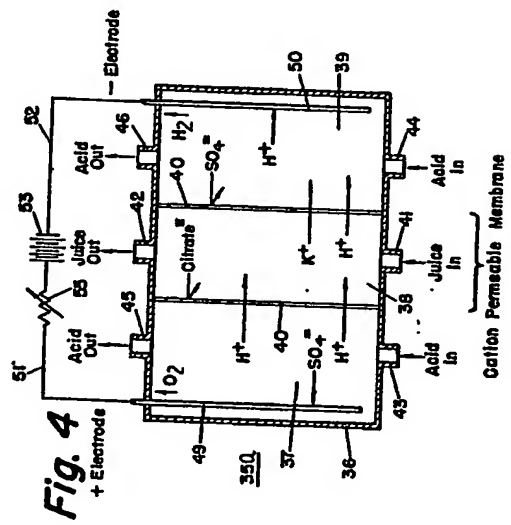 Fig. 4
+ Electrode
- Electrode
51
55
53
52
Acid Out
Juice Out
Acid Out
45
42
46
O2
Citrate≡
40
SO4=
H2
49
H+
40
H+
50
K+
SO4=
H+
H+
350
37
38
39
36
43
41
44
Acid In
Juice In
Acid In
Cation Permeable Membrane